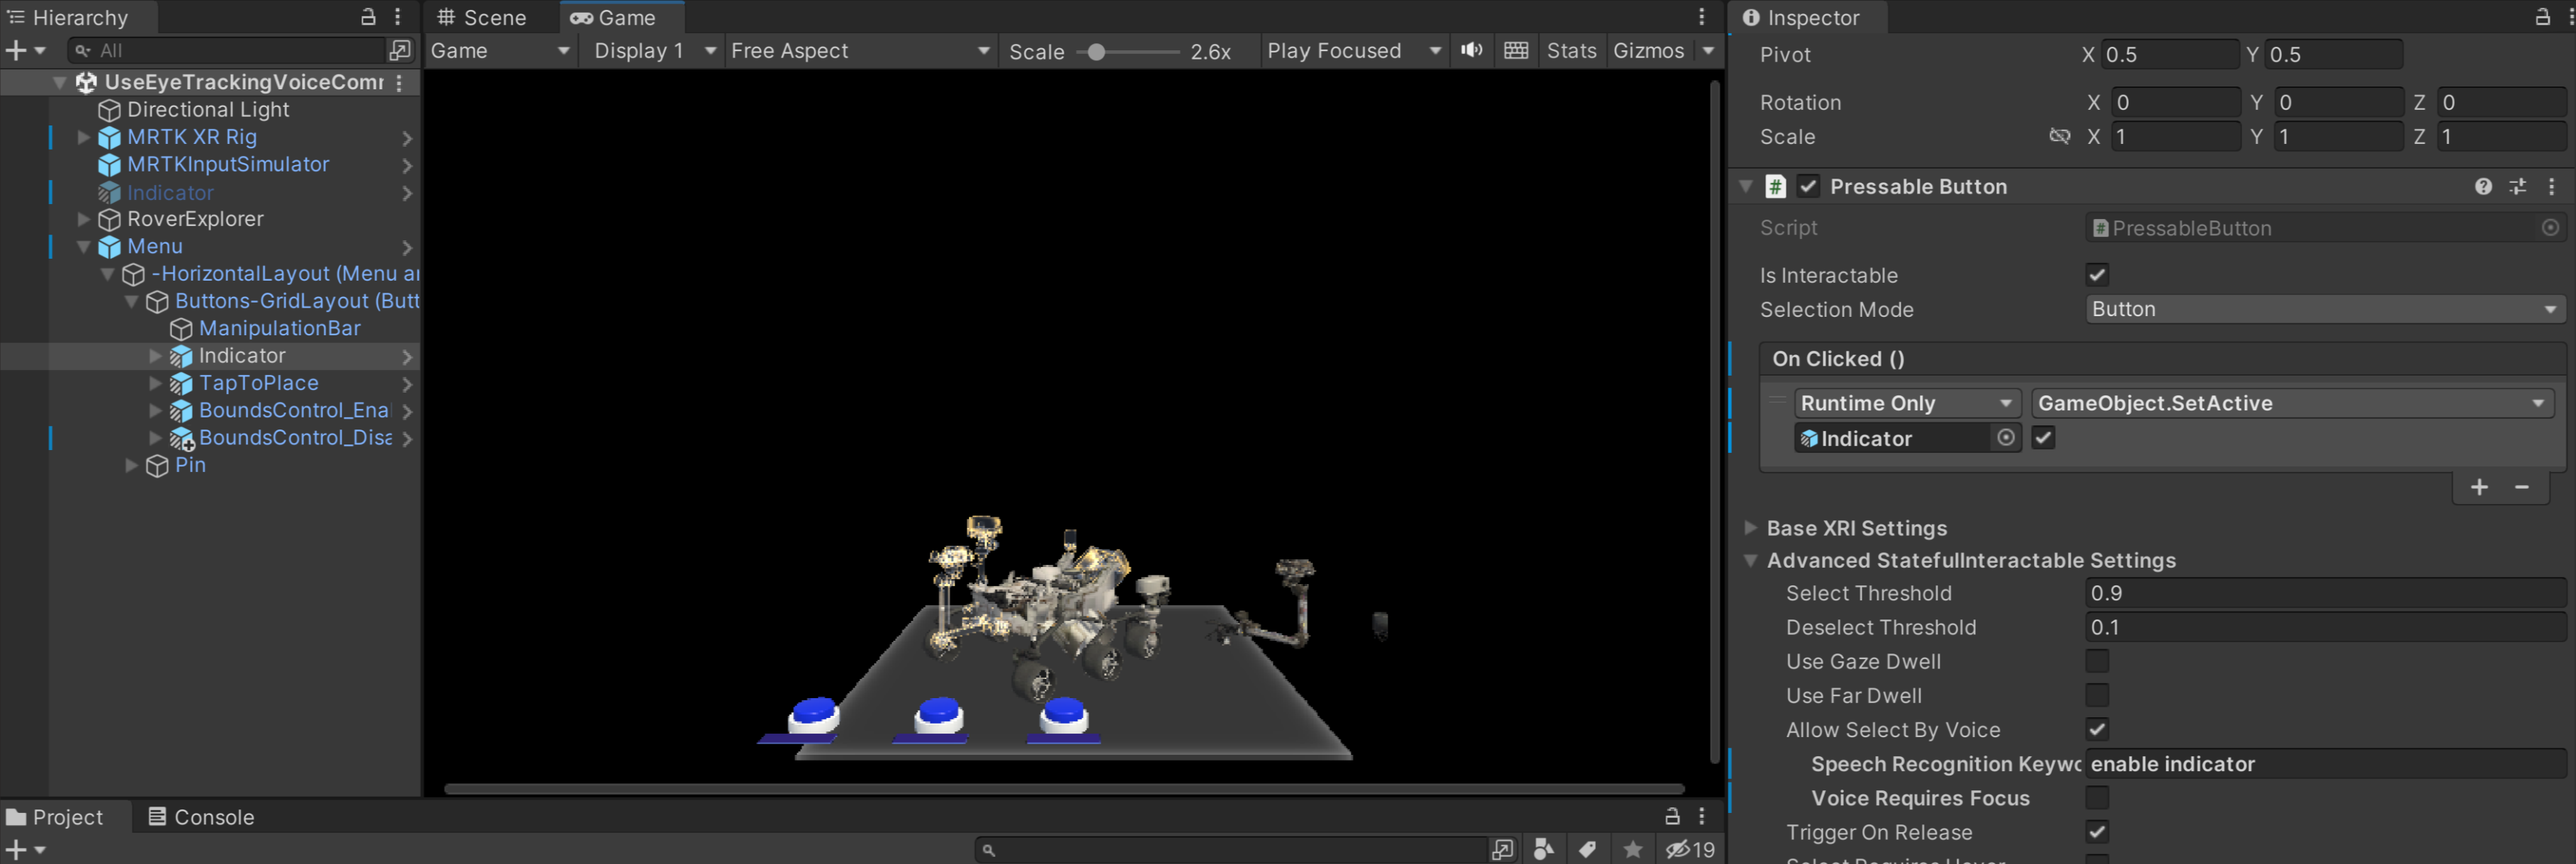 Hierarchy
All
UseEyeTrackingVoiceComr
Directional Light
MRTK XR Rig
MRTKInputSimulator
Indicator
RoverExplorer
Menu
-HorizontalLayout (Menu ar
Buttons-GridLayout (Butt
ManipulationBar
Indicator
TapToPlace
BoundsControl_Ena
BoundsControl_Disa
Pin
Scene
Game
Game
Display 1
Free Aspect
Scale
2.6x
Play Focused
Stats
Gizmos
Project
Console
19
Inspector
Pivot X 0.5 Y 0.5
Rotation X 0 Y 0 Z 0
Scale X 1 Y 1 Z 1
# Pressable Button
Script # PressableButton
Is Interactable
Selection Mode Button
On Clicked ()
Runtime Only GameObject.SetActive
Indicator
Base XRI Settings
Advanced StatefulInteractable Settings
Select Threshold 0.9
Deselect Threshold 0.1
Use Gaze Dwell
Use Far Dwell
Allow Select By Voice
Speech Recognition Keywo enable indicator
Voice Requires Focus
Trigger On Release
Select Requires Hover